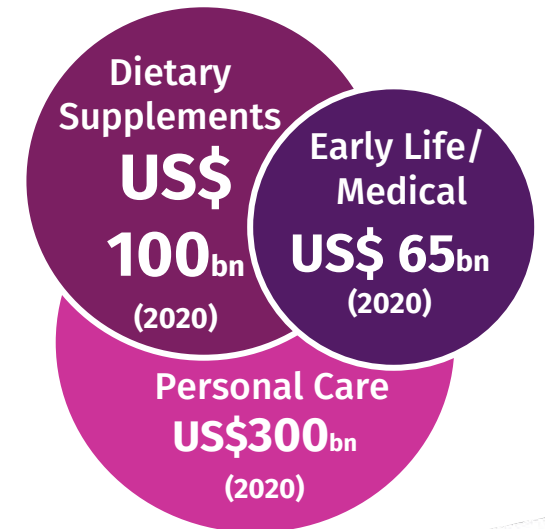 Dietary
Supplements
US$
100bn
(2020)
Early Life/
Medical
US$ 65bn
(2020)
Personal Care
US$300bn
(2020)